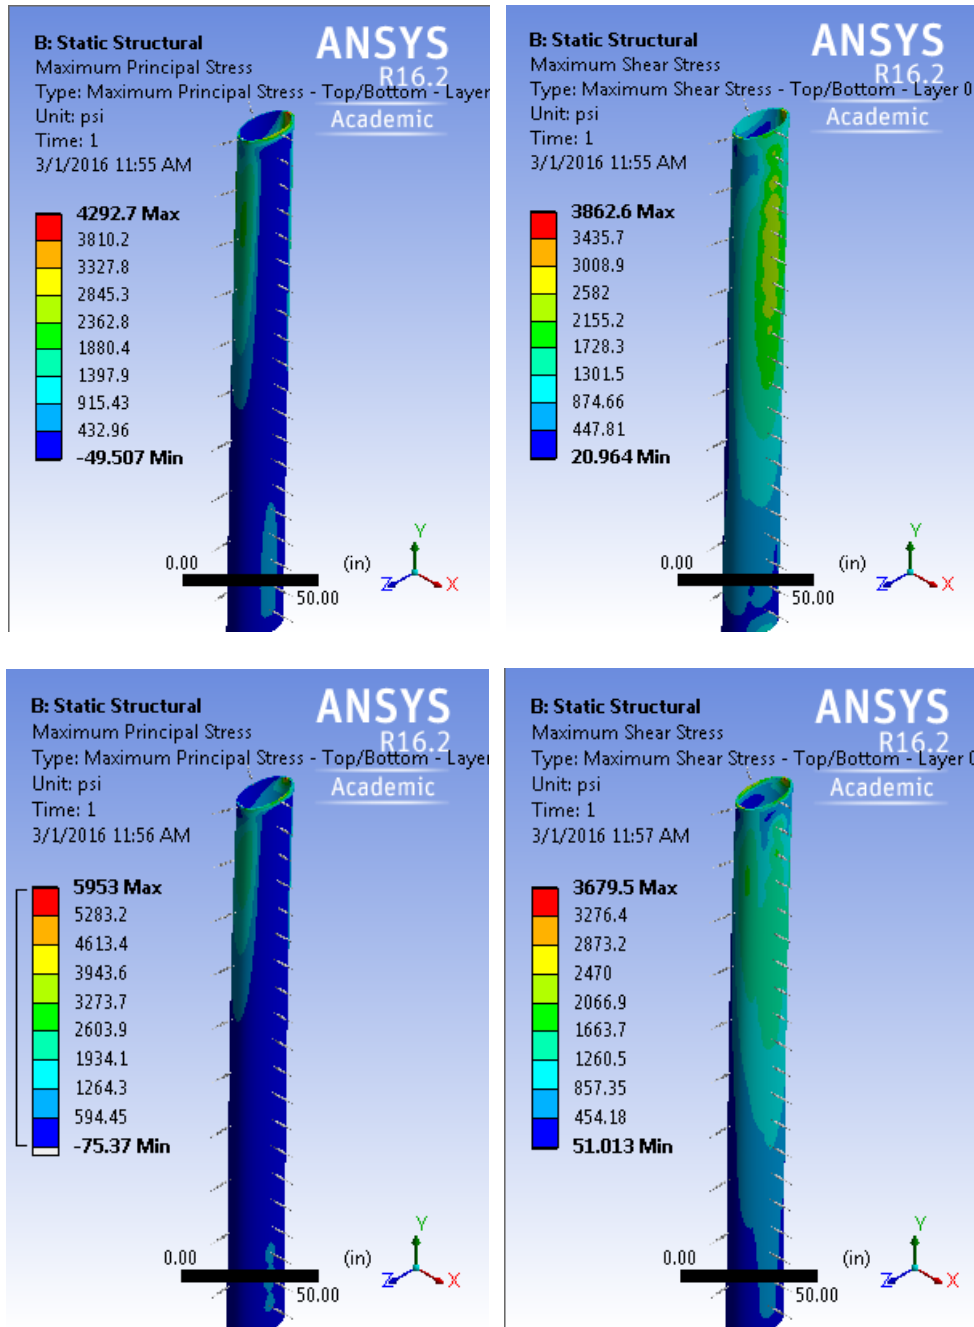 B: Static Structural
Maximum Principal Stress
Type: Maximum Principal Stress - Top/Bottom - Layer
Unit: psi
Time: 1
3/1/2016 11:55 AM
ANSYS
R16.2
Academic
4292.7 Max
3810.2
3327.8
2845.3
2362.8
1880.4
1397.9
915.43
432.96
-49.507 Min
0.00
(in)
50.00
Y
Z
X
B: Static Structural
Maximum Shear Stress
Type: Maximum Shear Stress - Top/Bottom - Layer 0
Unit: psi
Time: 1
3/1/2016 11:55 AM
ANSYS
R16.2
Academic
3862.6 Max
3435.7
3008.9
2582
2155.2
1728.3
1301.5
874.66
447.81
20.964 Min
0.00
(in)
50.00
Y
Z
X
B: Static Structural
Maximum Principal Stress
Type: Maximum Principal Stress - Top/Bottom - Layer
Unit: psi
Time: 1
3/1/2016 11:56 AM
ANSYS
R16.2
Academic
5953 Max
5283.2
4613.4
3943.6
3273.7
2603.9
1934.1
1264.3
594.45
-75.37 Min
0.00
(in)
50.00
Y
Z
X
B: Static Structural
Maximum Shear Stress
Type: Maximum Shear Stress - Top/Bottom - Layer 0
Unit: psi
Time: 1
3/1/2016 11:57 AM
ANSYS
R16.2
Academic
3679.5 Max
3276.4
2873.2
2470
2066.9
1663.7
1260.5
857.35
454.18
51.013 Min
0.00
(in)
50.00
Y
Z
X